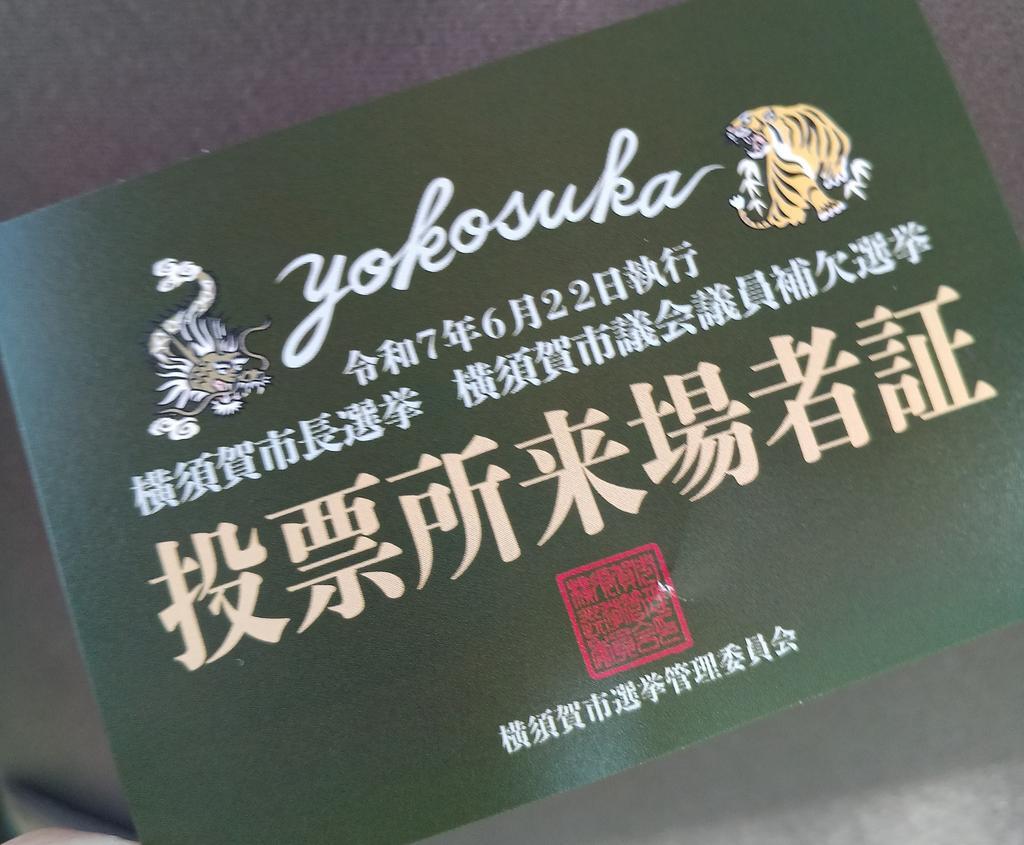 yokosuka
令和7年6月22日執行
横須賀市長選挙 横須賀市議会議員補欠選挙
投票所来場者証
横須賀市選挙管理委員会